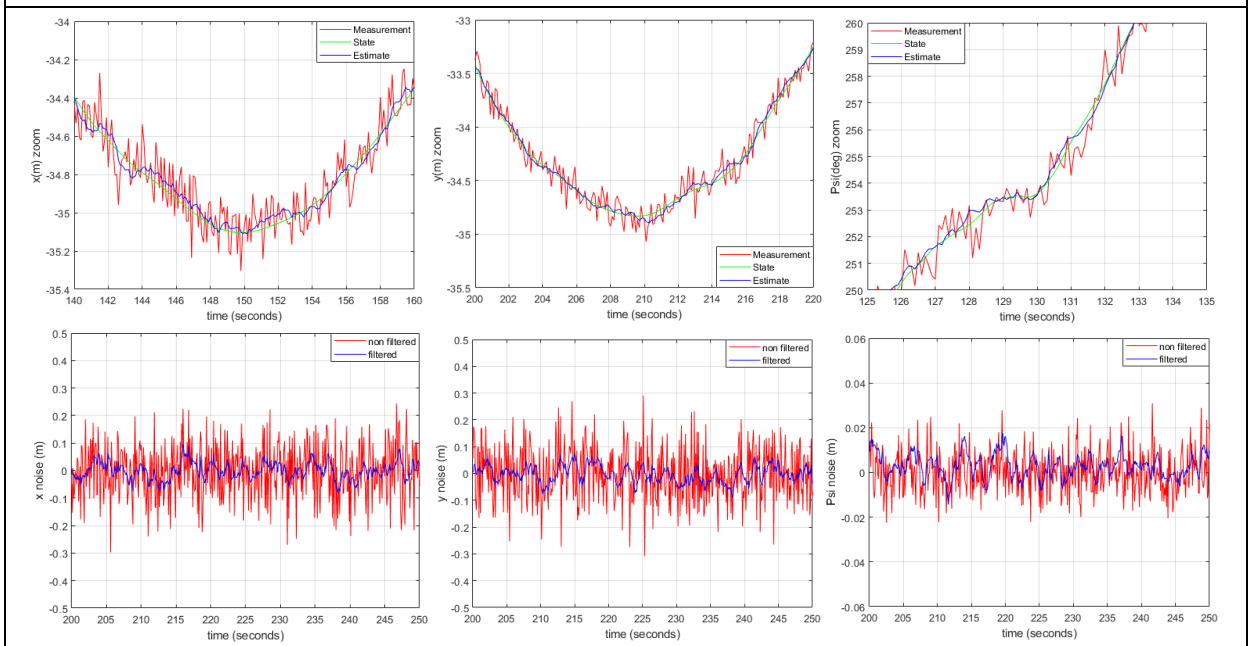 -34
-34.2
-34.4
-34.6
-34.8
-35
-35.2
-35.4
x(m) zoom
140 142 144 146 148 150 152 154 156 158 160
time (seconds)
Measurement
State
Estimate
-33
-33.5
-34
-34.5
-35
-35.5
y(m) zoom
200 202 204 206 208 210 212 214 216 218 220
time (seconds)
Measurement
State
Estimate
260
259
258
257
256
255
254
253
252
251
250
Psi(deg) zoom
125 126 127 128 129 130 131 132 133 134 135
time (seconds)
Measurement
State
Estimate
0.5
0.4
0.3
0.2
0.1
0
-0.1
-0.2
-0.3
-0.4
-0.5
x noise (m)
200 205 210 215 220 225 230 235 240 245 250
time (seconds)
non filtered
filtered
0.5
0.4
0.3
0.2
0.1
0
-0.1
-0.2
-0.3
-0.4
-0.5
y noise (m)
200 205 210 215 220 225 230 235 240 245 250
time (seconds)
non filtered
filtered
0.06
0.04
0.02
0
-0.02
-0.04
-0.06
Psi noise (m)
200 205 210 215 220 225 230 235 240 245 250
time (seconds)
non filtered
filtered